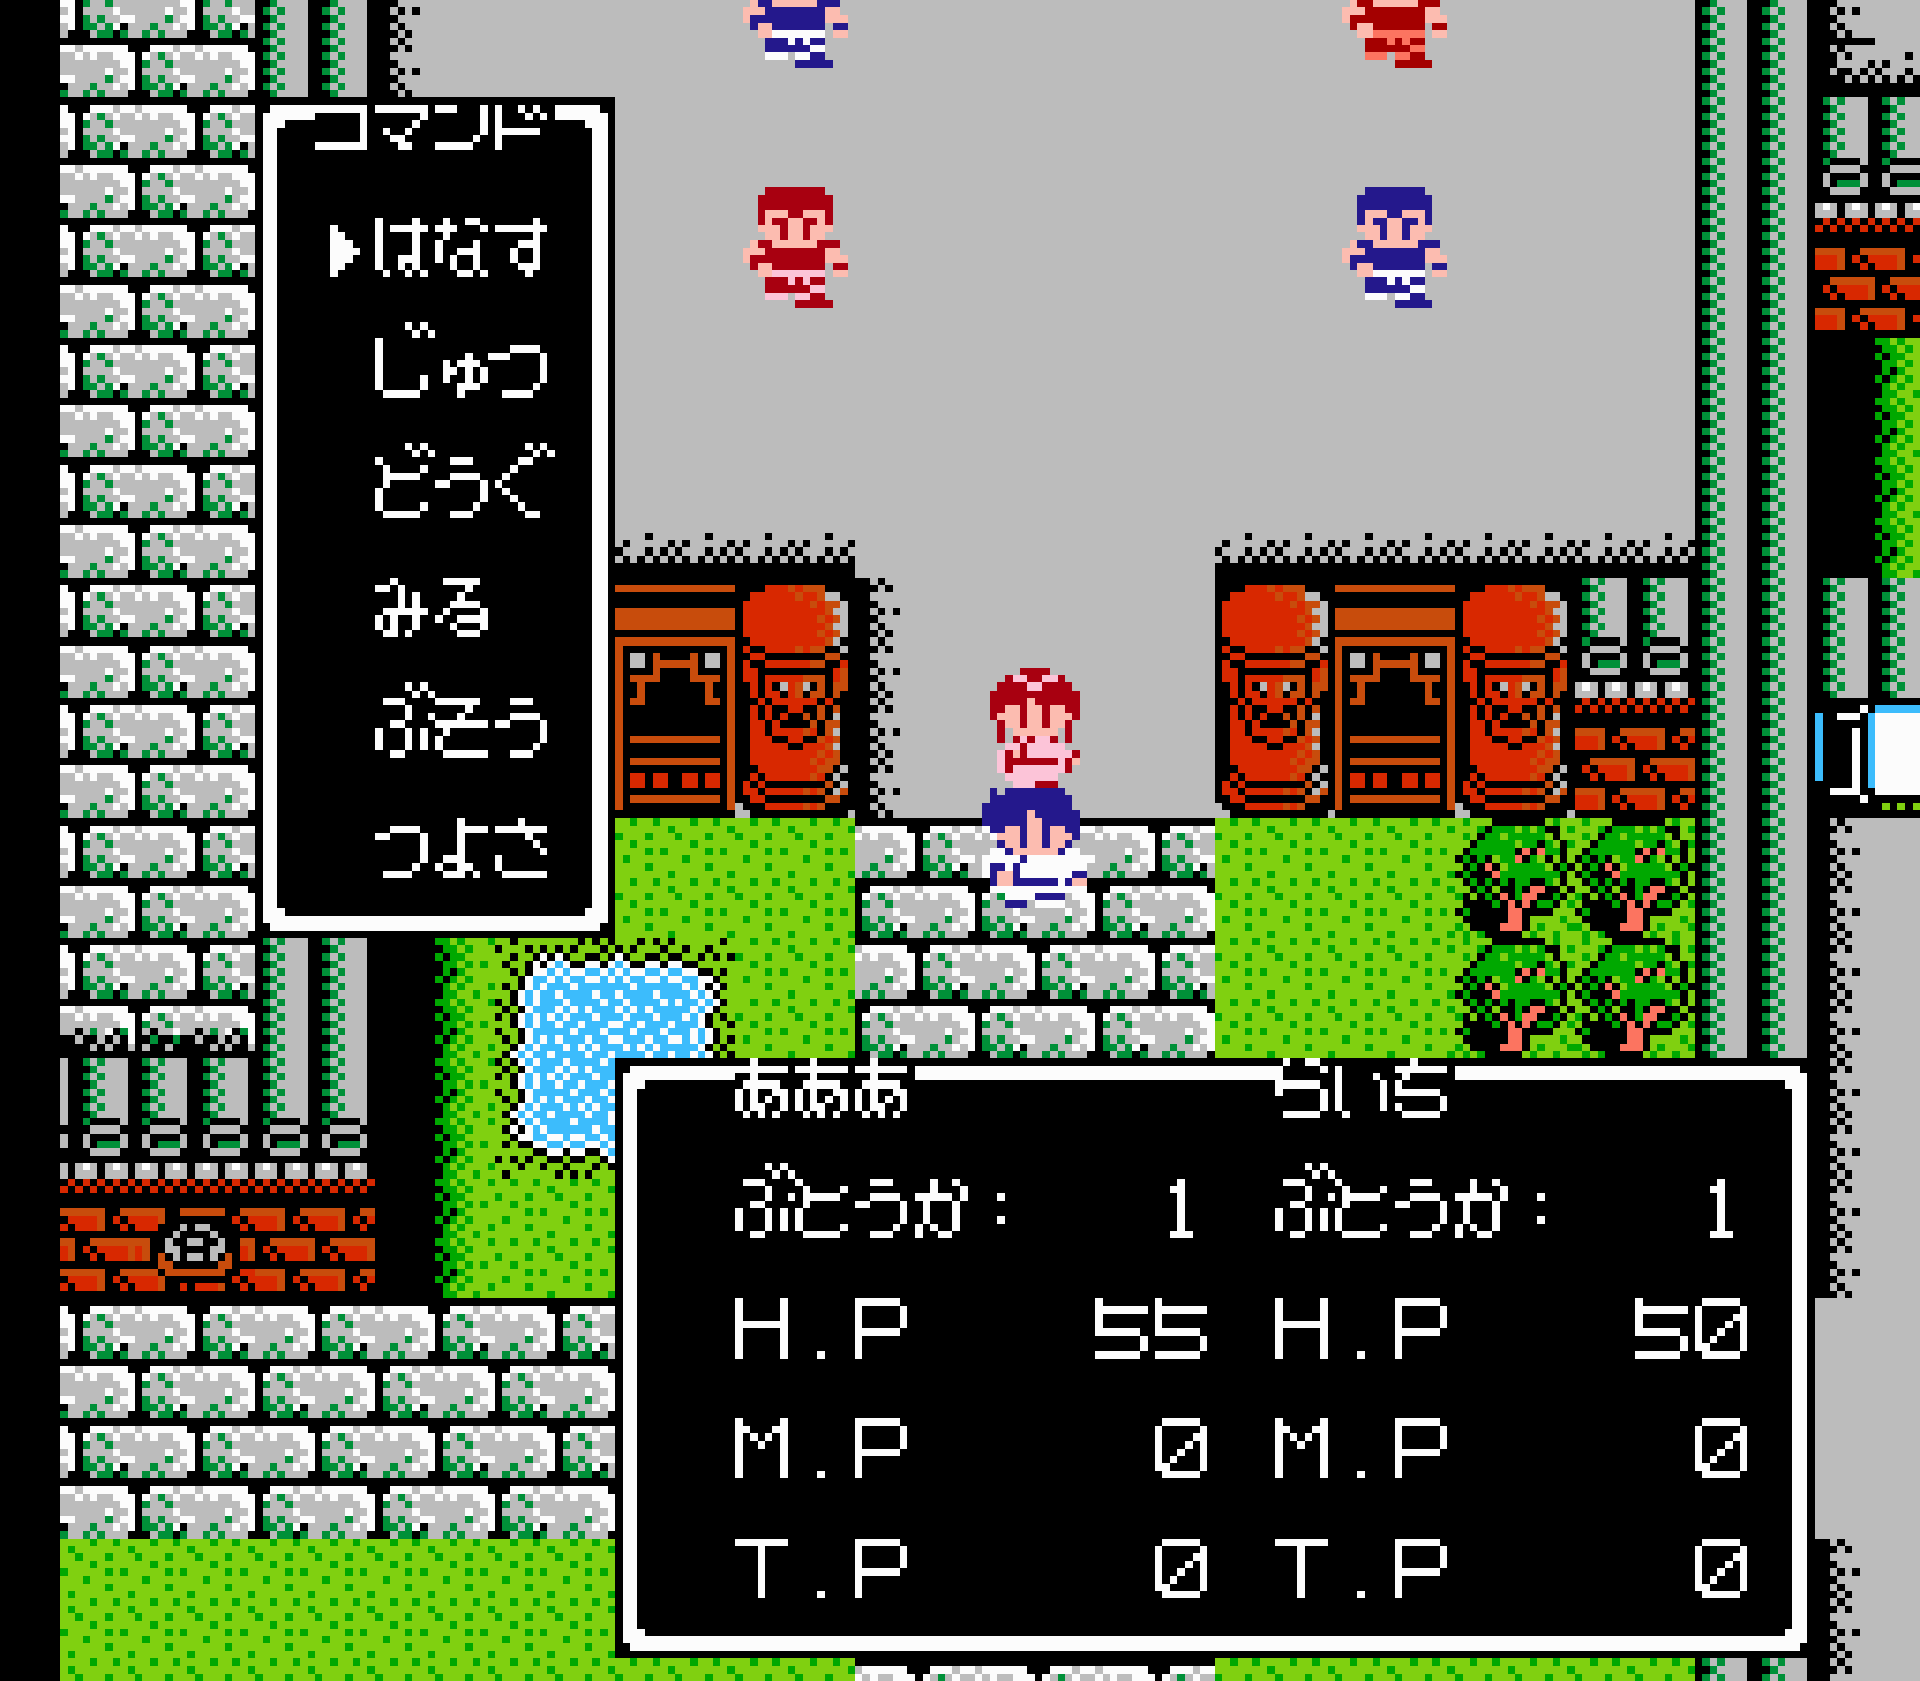 コマンド
はなす
じゅつ
どうぐ
みる
ぶそう
つよさ
あああ らいら
ぶとうか: 1 ぶとうか: 1
H.P 55 H.P 50
M.P 0 M.P 0
T.P 0 T.P 0